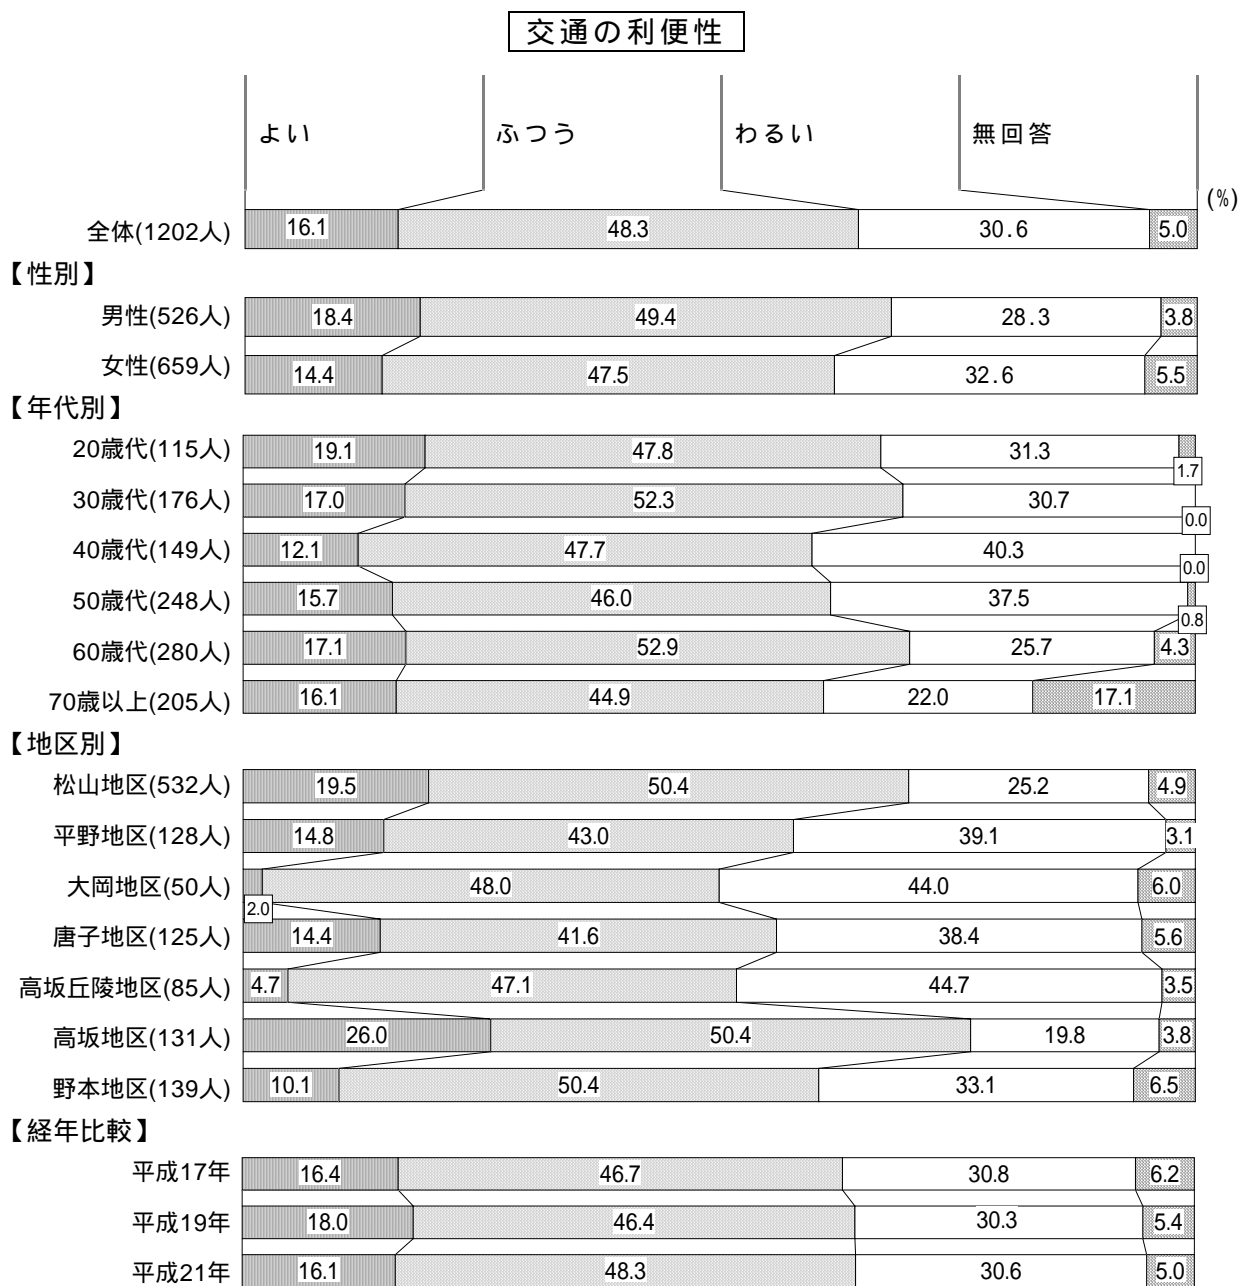 交通の利便性
よい ふつう わるい 無回答
(%)
全体(1202人) 16.1 48.3 30.6 5.0
【性別】
男性(526人) 18.4 49.4 28.3 3.8
女性(659人) 14.4 47.5 32.6 5.5
【年代別】
20歳代(115人) 19.1 47.8 31.3 1.7
30歳代(176人) 17.0 52.3 30.7 0.0
40歳代(149人) 12.1 47.7 40.3 0.0
50歳代(248人) 15.7 46.0 37.5 0.8
60歳代(280人) 17.1 52.9 25.7 4.3
70歳以上(205人) 16.1 44.9 22.0 17.1
【地区別】
松山地区(532人) 19.5 50.4 25.2 4.9
平野地区(128人) 14.8 43.0 39.1 3.1
大岡地区(50人) 2.0 48.0 44.0 6.0
唐子地区(125人) 14.4 41.6 38.4 5.6
高坂丘陵地区(85人) 4.7 47.1 44.7 3.5
高坂地区(131人) 26.0 50.4 19.8 3.8
野本地区(139人) 10.1 50.4 33.1 6.5
【経年比較】
平成17年 16.4 46.7 30.8 6.2
平成19年 18.0 46.4 30.3 5.4
平成21年 16.1 48.3 30.6 5.0